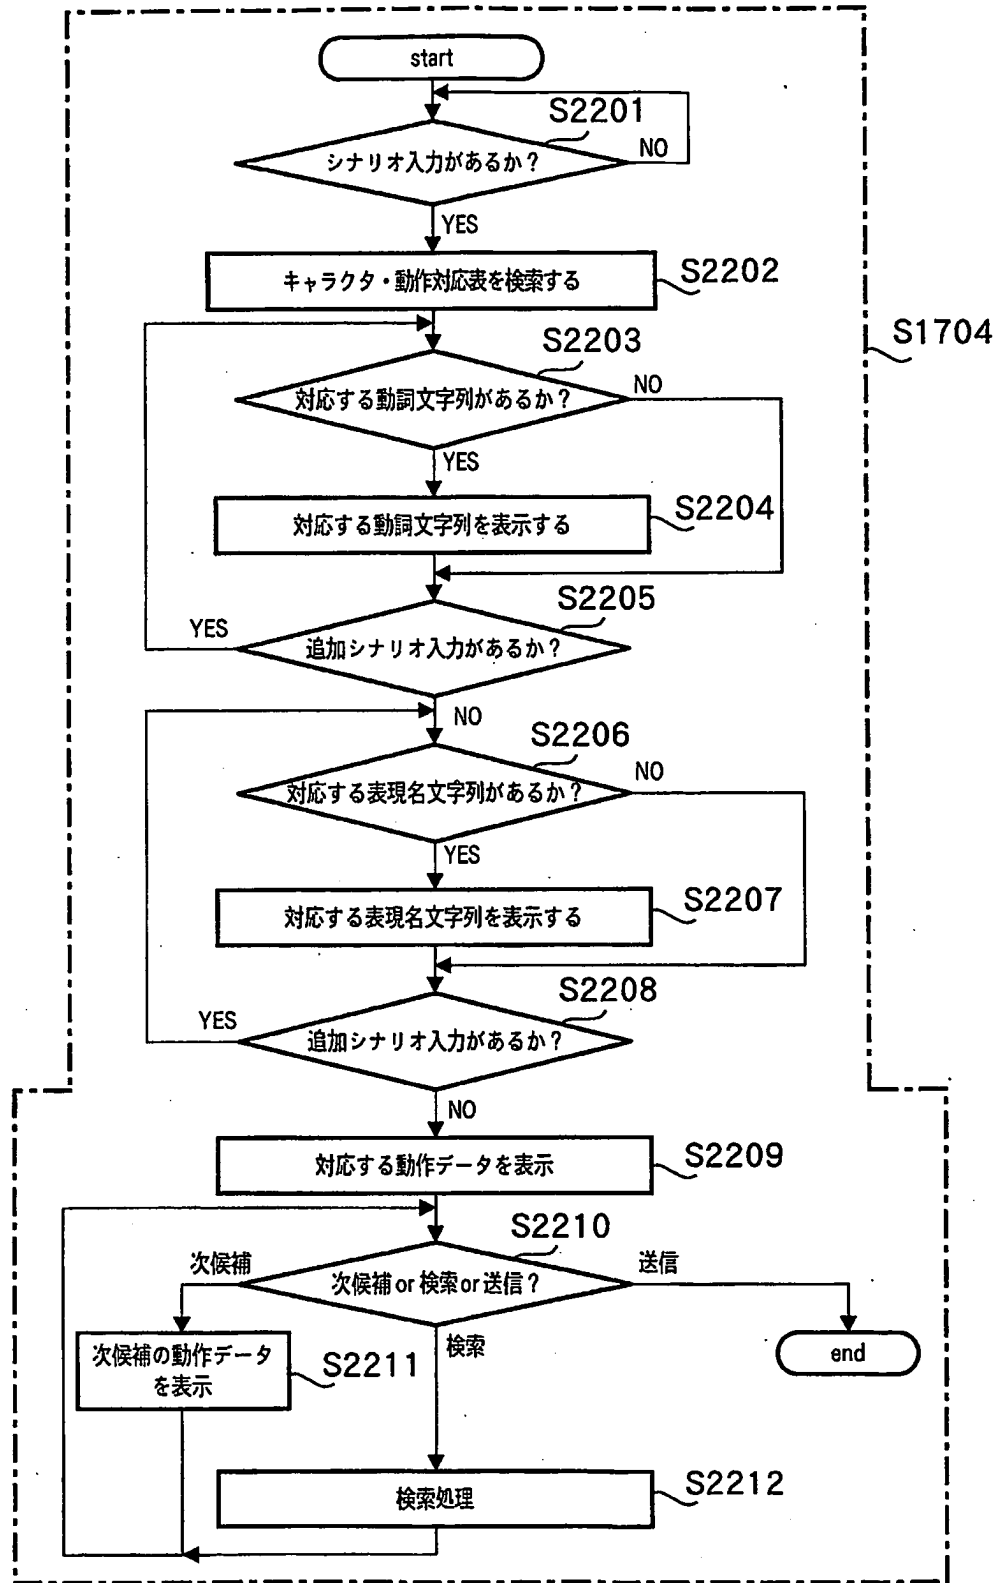 start
S2201
シナリオ入力があるか?
NO
YES
キャラクタ・動作対応表を検索する
S2202
S1704
S2203
対応する動詞文字列があるか?
NO
YES
対応する動詞文字列を表示する
S2204
S2205
YES
追加シナリオ入力があるか?
NO
S2206
対応する表現名文字列があるか?
NO
YES
対応する表現名文字列を表示する
S2207
S2208
YES
追加シナリオ入力があるか?
NO
対応する動作データを表示
S2209
S2210
次候補
次候補or検索or送信?
送信
検索
次候補の動作データ
を表示
S2211
end
検索処理
S2212